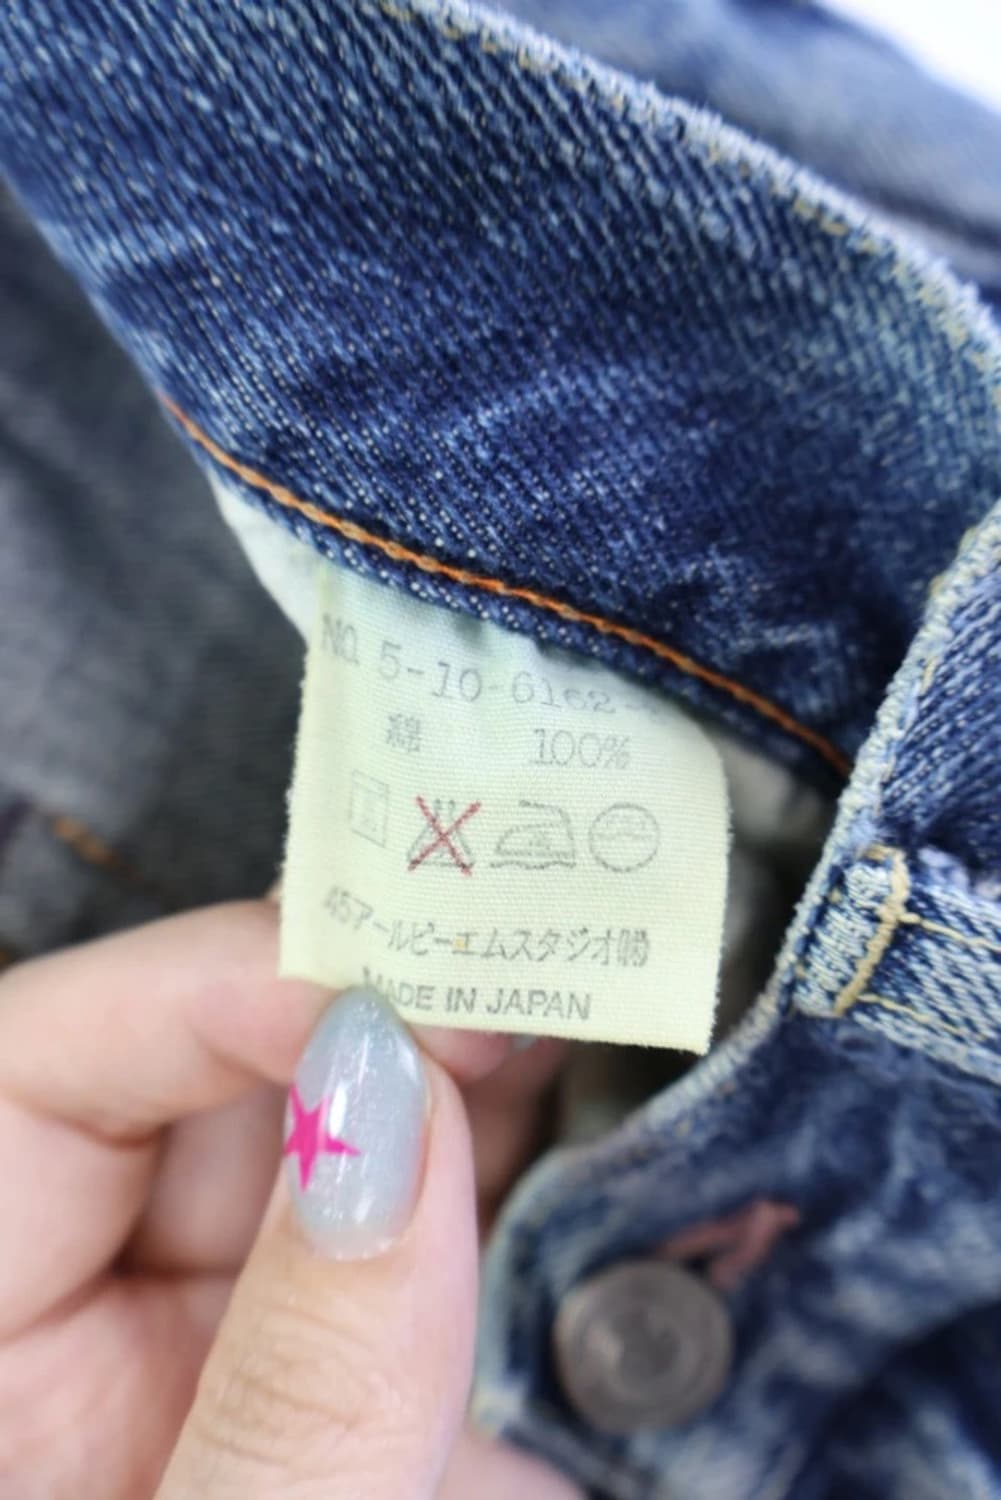 NO. 5-10-6162-
綿 100%
45アールピーエムスタジオ㈱
MADE IN JAPAN